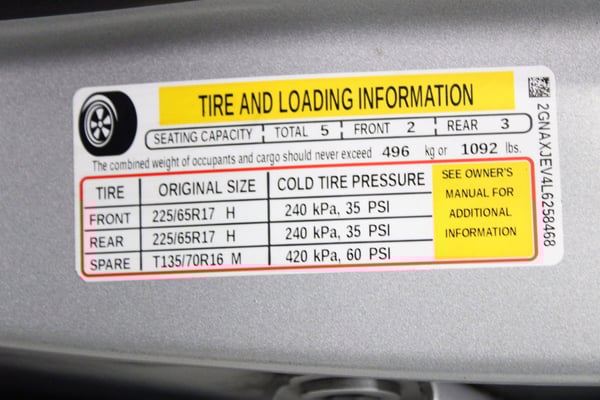 TIRE AND LOADING INFORMATION
SEATING CAPACITY TOTAL 5 FRONT 2 REAR 3
The combined weight of occupants and cargo should never exceed 496 kg or 1092 lbs.
TIRE ORIGINAL SIZE COLD TIRE PRESSURE
FRONT 225/65R17 H 240 kPa, 35 PSI
REAR 225/65R17 H 240 kPa, 35 PSI
SPARE T135/70R16 M 420 kPa, 60 PSI
SEE OWNER'S
MANUAL FOR
ADDITIONAL
INFORMATION
2GNAXJEV4L6258468